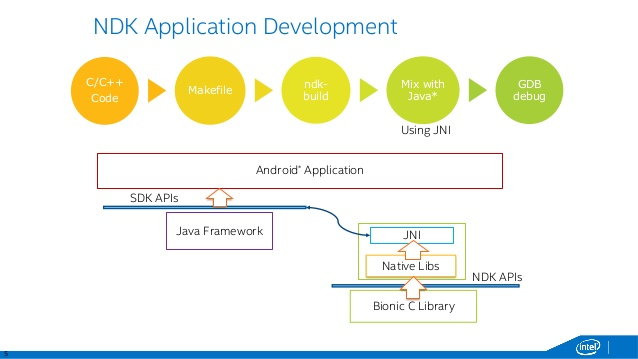 NDK Application Development
C/C++
Code
Makefile
ndk-
build
Mix with
Java*
GDB
debug
Using JNI
Android* Application
SDK APIs
Java Framework
JNI
Native Libs
NDK APIs
Bionic C Library
5
intel